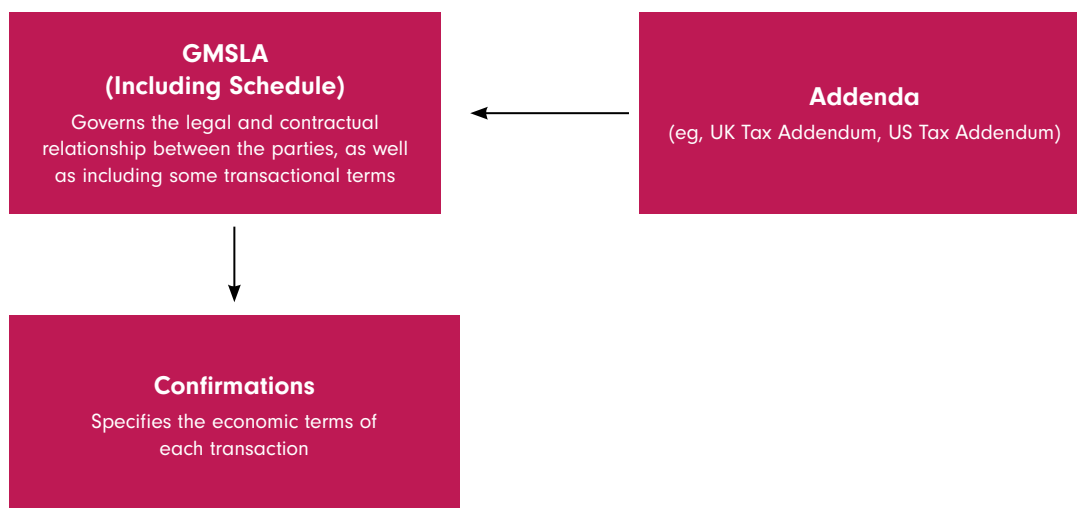 GMSLA
(Including Schedule)
Governs the legal and contractual
relationship between the parties, as well
as including some transactional terms
Addenda
(eg, UK Tax Addendum, US Tax Addendum)
Confirmations
Specifies the economic terms of
each transaction